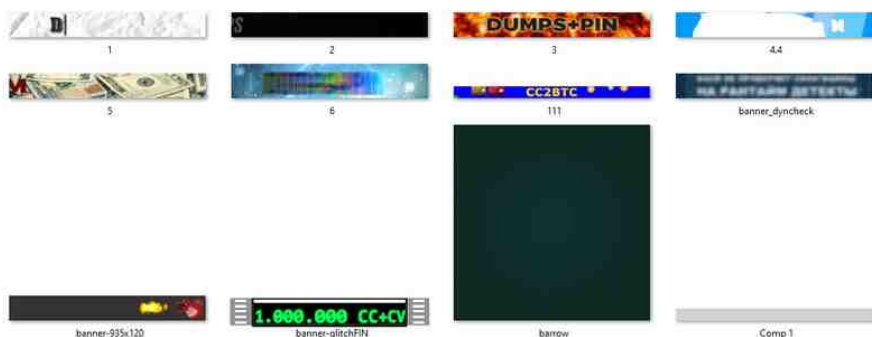 DUMPS+PIN
1
2
3
4.4
CC2BTC
НА РАНТАЙМ ДЕТЕКТЫ
5
6
111
banner_dyncheck
1.000.000 CC+CV
banner-935x120
banner-glitchFIN
barrow
Comp 1